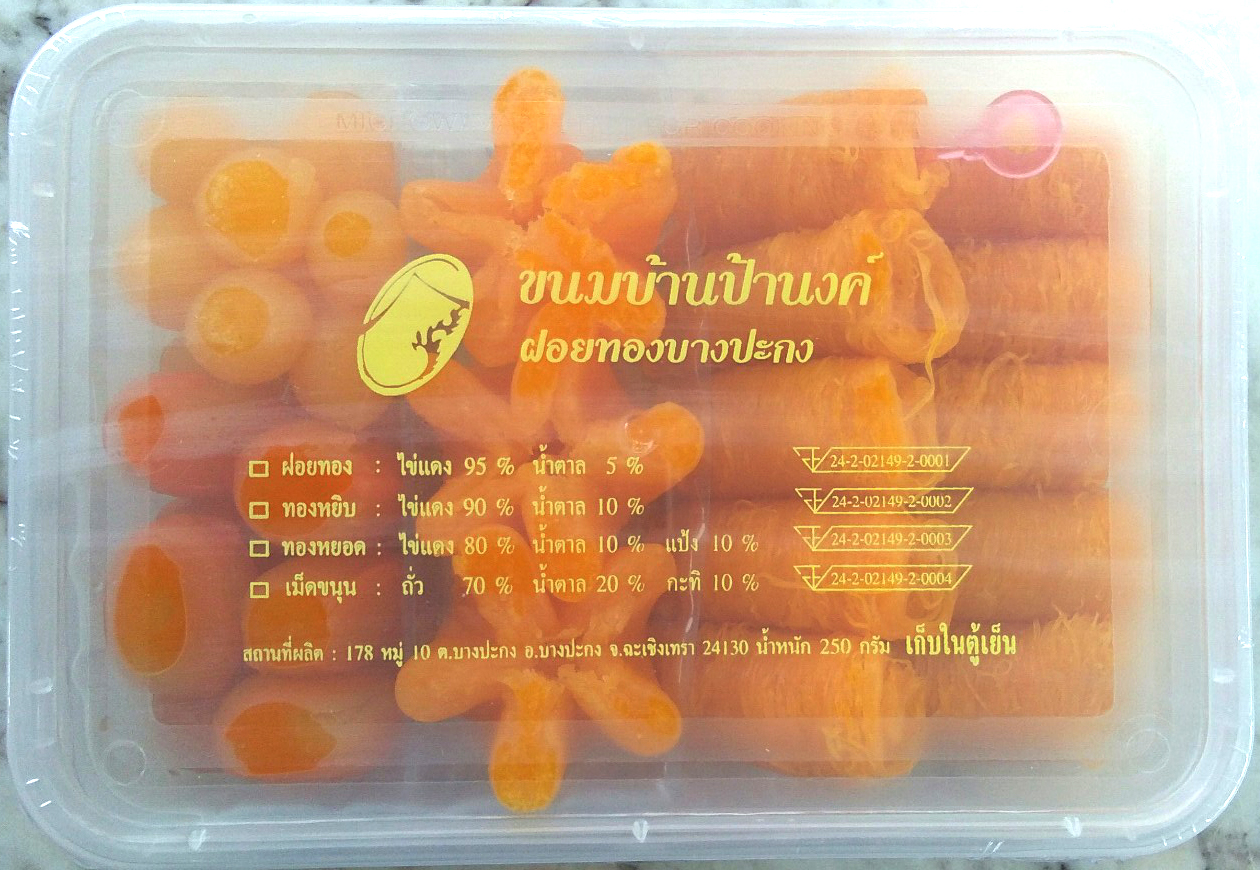 ขนมบ้านป้านงค์
ฝอยทองบางปะกง
ฝอยทอง : ไข่แดง 95 % น้ำตาล 5 % 24-2-02149-2-0001
ทองหยิบ : ไข่แดง 90 % น้ำตาล 10 % 24-2-02149-2-0002
ทองหยอด : ไข่แดง 80 % น้ำตาล 10 % แป้ง 10 % 24-2-02149-2-0003
เม็ดขนุน : ถั่ว 70 % น้ำตาล 20 % กะทิ 10 % 24-2-02149-2-0004
สถานที่ผลิต : 178 หมู่ 10 ต.บางปะกง อ.บางปะกง จ.ฉะเชิงเทรา 24130 น้ำหนัก 250 กรัม เก็บในตู้เย็น